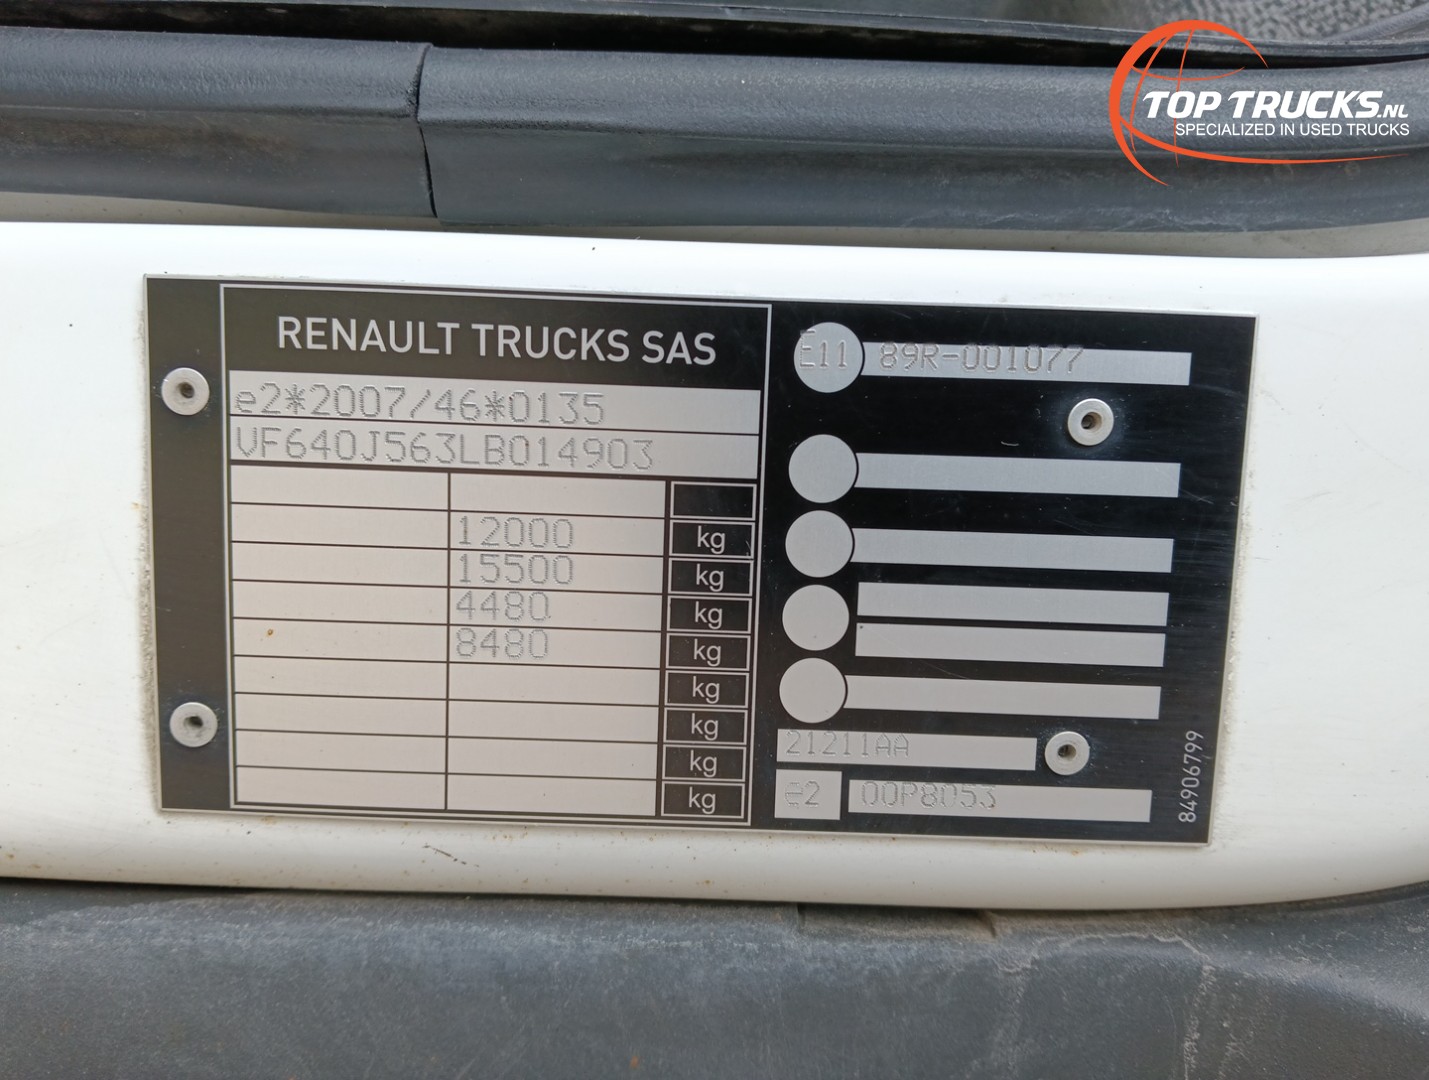 TOP TRUCKS.NL
SPECIALIZED IN USED TRUCKS
RENAULT TRUCKS SAS
e2*2007/46*0135
VF640J563LB014903
12000 kg
15500 kg
4480 kg
8480 kg
kg
kg
kg
kg
E11 89R-001077
21211AA
e2 00P8053
84906799